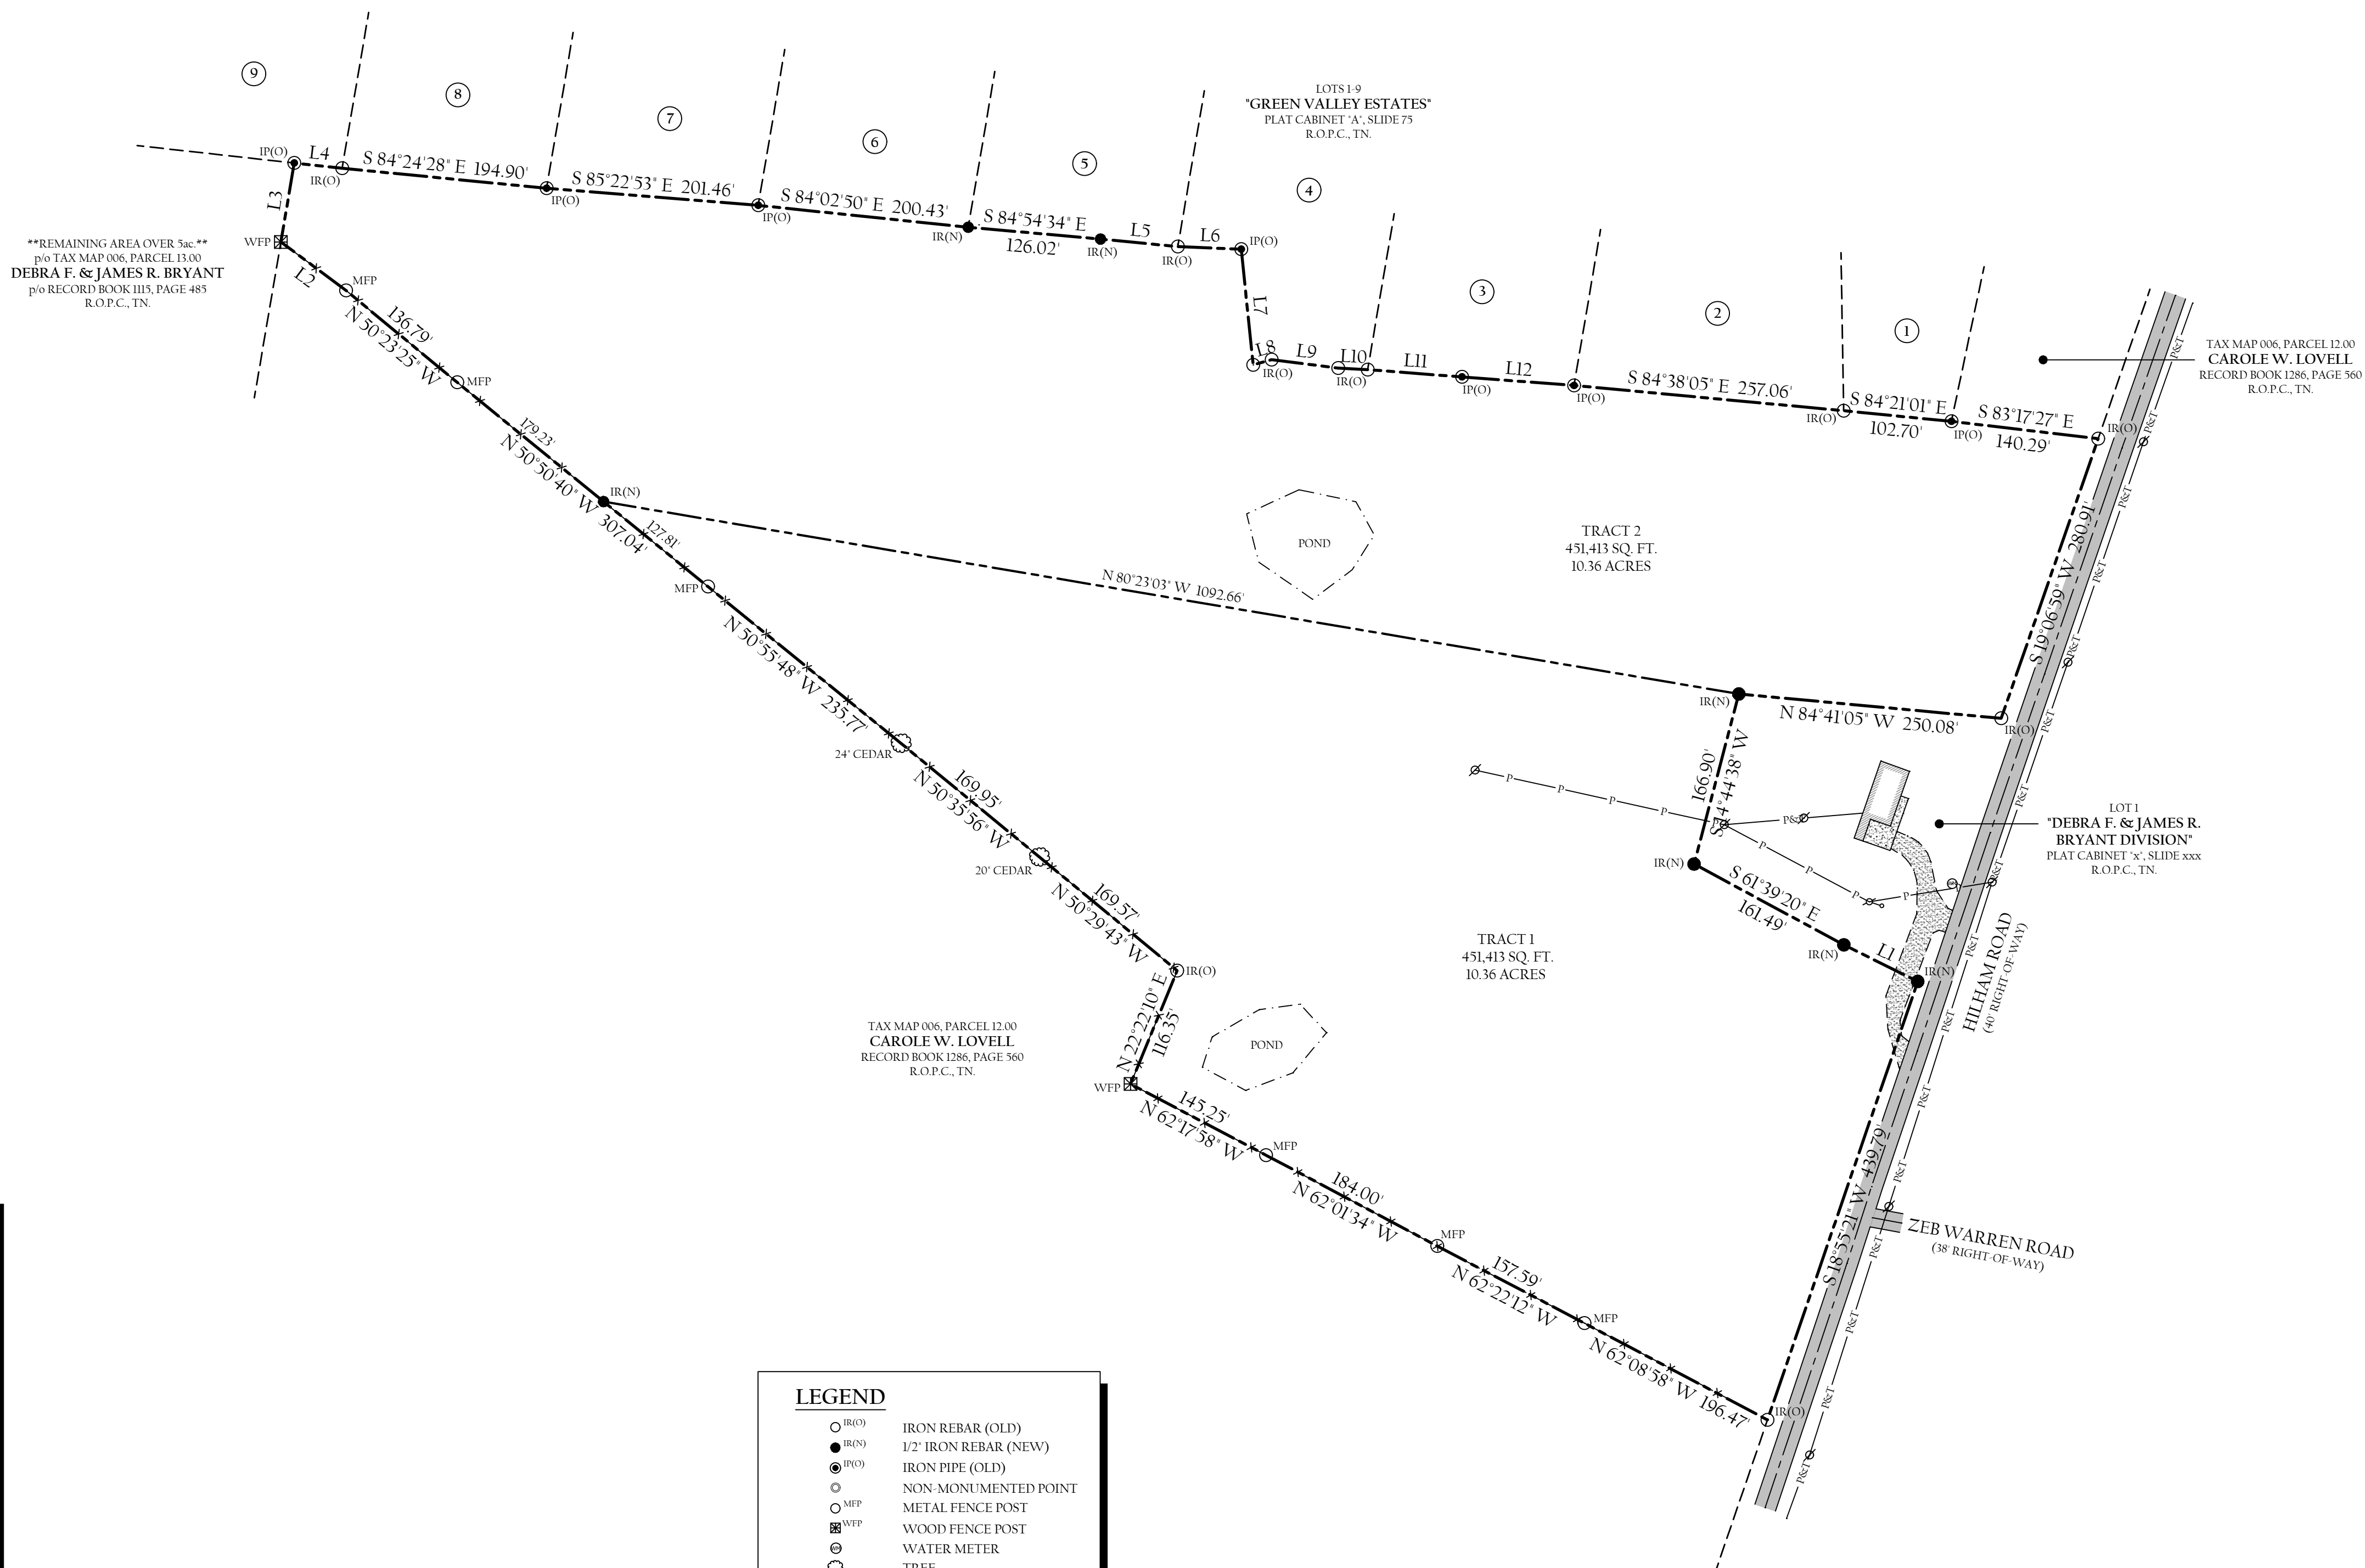 9
8
7
6
5
4
3
2
1
LOTS 1-9
"GREEN VALLEY ESTATES"
PLAT CABINET "A", SLIDE 75
R.O.P.C., TN.
IP(O)
L4
IR(O)
S 84°24'28" E 194.90'
IP(O)
S 85°22'53" E 201.46'
IP(O)
S 84°02'50" E 200.43'
IR(N)
S 84°54'34" E
126.02'
IR(N)
L5
IR(O)
L6
IP(O)
L7
L8
IR(O)
L9
L10
IR(O)
L11
IP(O)
L12
IP(O)
S 84°38'05" E 257.06'
IR(O)
S 84°21'01" E
102.70'
IP(O)
S 83°17'27" E
140.29'
IR(O)
TAX MAP 006, PARCEL 12.00
CAROLE W. LOVELL
RECORD BOOK 1286, PAGE 560
R.O.P.C., TN.
L3
WFP
**REMAINING AREA OVER 5ac.**
p/o TAX MAP 006, PARCEL 13.00
DEBRA F. & JAMES R. BRYANT
p/o RECORD BOOK 1115, PAGE 485
R.O.P.C., TN.
L2
MFP
136.79'
N 50°23'25" W
MFP
179.23'
N 50°50'40" W 307.04'
IR(N)
127.81'
MFP
N 80°23'03" W 1092.66'
POND
TRACT 2
451,413 SQ. FT.
10.36 ACRES
S 19°06'59" W 280.91'
P&T
P&T
P&T
P&T
P&T
P&T
P&T
P&T
IR(N)
N 84°41'05" W 250.08'
IR(O)
N 50°55'48" W 235.77'
24" CEDAR
169.95'
N 50°35'56" W
20" CEDAR
169.57'
N 50°29'43" W
IR(O)
166.90'
S 14°44'38" W
P
P
P
P
P
P&T
P
P
P
P
LOT 1
"DEBRA F. & JAMES R.
BRYANT DIVISION"
PLAT CABINET "x", SLIDE xxx
R.O.P.C., TN.
IR(N)
S 61°39'20" E
161.49'
IR(N)
L1
IR(N)
HILHAM ROAD
(40' RIGHT-OF-WAY)
TRACT 1
451,413 SQ. FT.
10.36 ACRES
N 22°22'10" E
116.35'
TAX MAP 006, PARCEL 12.00
CAROLE W. LOVELL
RECORD BOOK 1286, PAGE 560
R.O.P.C., TN.
POND
WFP
145.25'
N 62°17'58" W
MFP
184.00'
N 62°01'34" W
MFP
157.59'
N 62°22'12" W
MFP
N 62°08'58" W 196.47'
IR(O)
S 18°55'21" W 439.79'
P&T
P&T
P&T
P&T
P&T
P&T
P&T
P&T
ZEB WARREN ROAD
(38' RIGHT-OF-WAY)
LEGEND
IR(O) IRON REBAR (OLD)
IR(N) 1/2" IRON REBAR (NEW)
IP(O) IRON PIPE (OLD)
NON-MONUMENTED POINT
MFP METAL FENCE POST
WFP WOOD FENCE POST
WM WATER METER
TREE